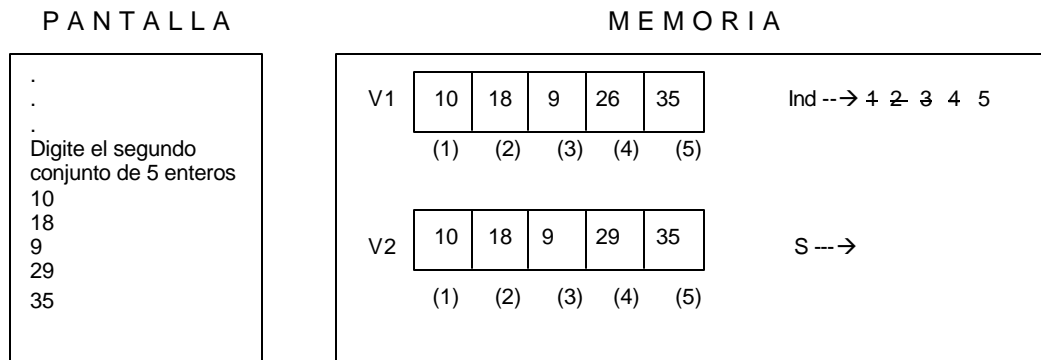 P A N T A L L A
M E M O R I A
.
.
.
Digite el segundo
conjunto de 5 enteros
10
18
9
29
35
V1 10 18 9 26 35 Ind --→ 1 2 3 4 5
(1) (2) (3) (4) (5)
V2 10 18 9 29 35 S ---→
(1) (2) (3) (4) (5)